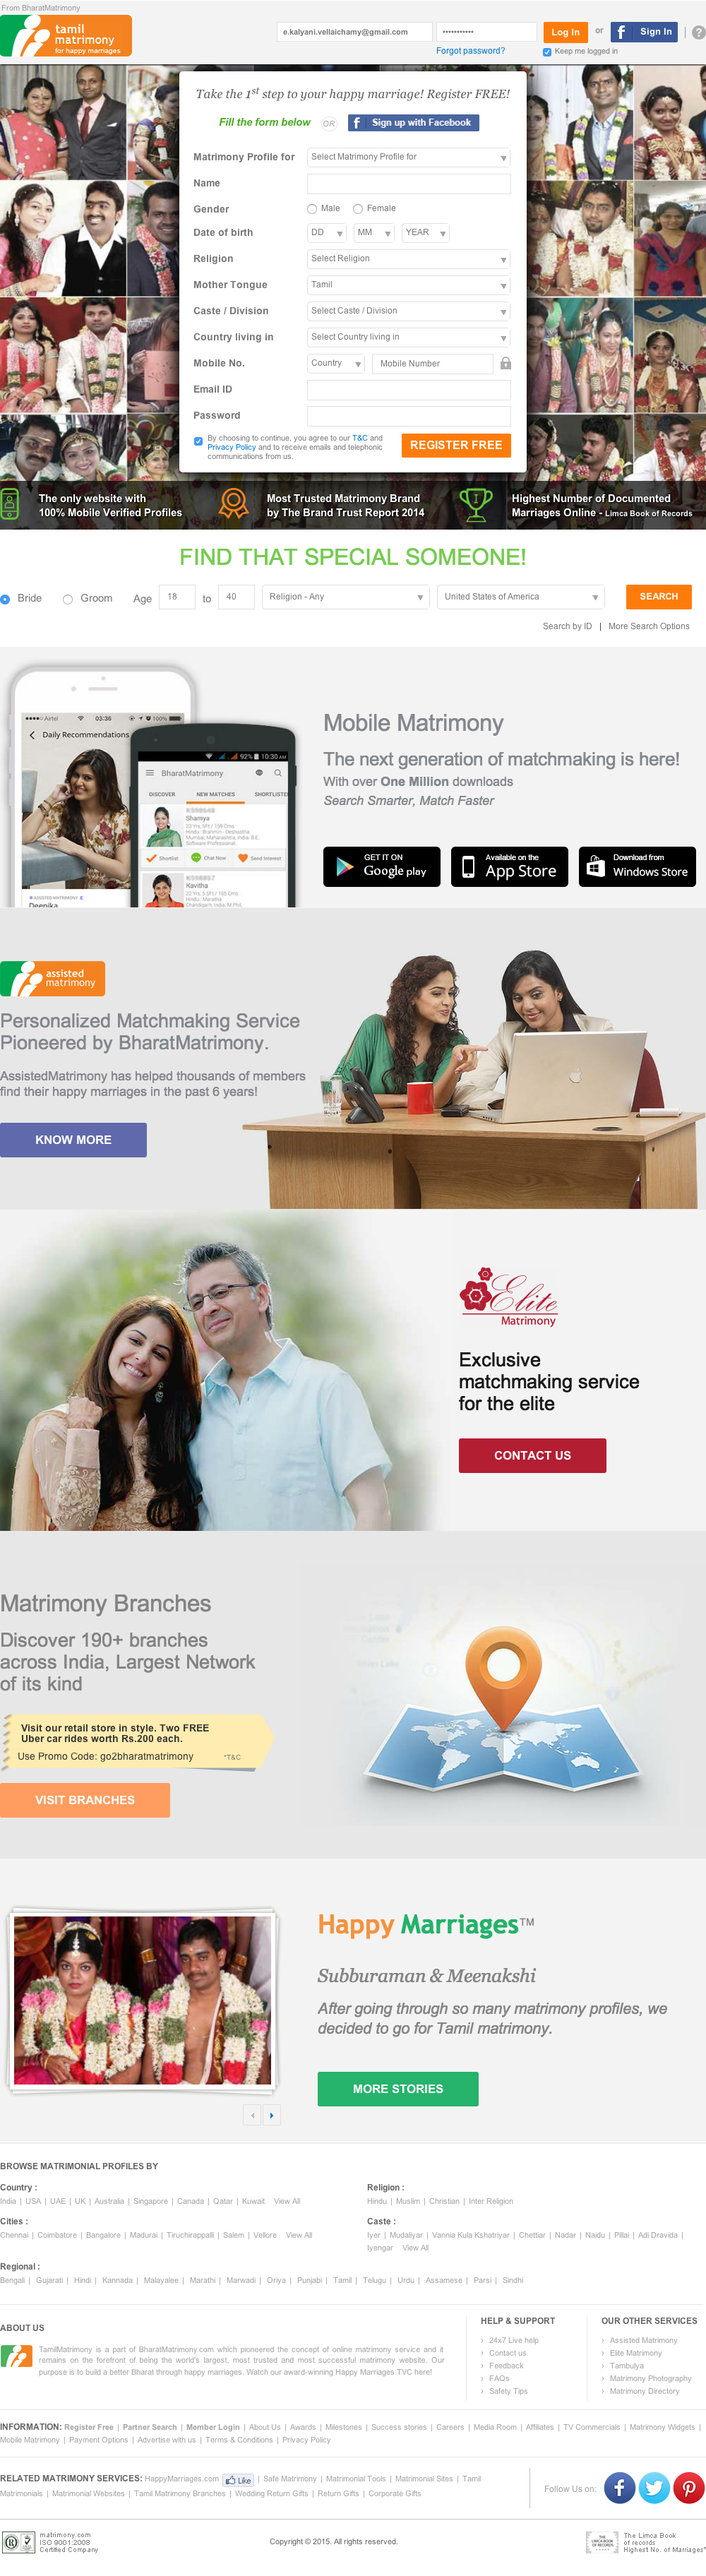 From BharatMatrimony
tamil
matrimony
for happy marriages
e.kalyani.vellaichamy@gmail.com
Log In
or
f Sign In
?
Forgot password?
Keep me logged in
Take the 1st step to your happy marriage! Register FREE!
Fill the form below
OR
f Sign up with Facebook
Matrimony Profile for
Select Matrimony Profile for
Name
Gender
Male
Female
Date of birth
DD
MM
YEAR
Religion
Select Religion
Mother Tongue
Tamil
Caste / Division
Select Caste / Division
Country living in
Select Country living in
Mobile No.
Country
Mobile Number
Email ID
Password
By choosing to continue, you agree to our T&C and
Privacy Policy and to receive emails and telephonic
communications from us.
REGISTER FREE
The only website with
100% Mobile Verified Profiles
Most Trusted Matrimony Brand
by The Brand Trust Report 2014
Highest Number of Documented
Marriages Online - Limca Book of Records
FIND THAT SPECIAL SOMEONE!
Bride
Groom
Age
18
to
40
Religion - Any
United States of America
SEARCH
Search by ID | More Search Options
Airtel 03:36 100%
Daily Recommendations
Deepika
92% 10:30 AM
BharatMatrimony
DISCOVER NEW MATCHES SHORTLISTED
Shamya
Shortlist Chat Now Send Interest
Kavitha
Mobile Matrimony
The next generation of matchmaking is here!
With over One Million downloads
Search Smarter, Match Faster
GET IT ON
Google play
Available on the
App Store
Download from
Windows Store
assisted
matrimony
Personalized Matchmaking Service
Pioneered by BharatMatrimony.
AssistedMatrimony has helped thousands of members
find their happy marriages in the past 6 years!
KNOW MORE
Elite
Matrimony
Exclusive
matchmaking service
for the elite
CONTACT US
Matrimony Branches
Discover 190+ branches
across India, Largest Network
of its kind
Visit our retail store in style. Two FREE
Uber car rides worth Rs.200 each.
Use Promo Code: go2bharatmatrimony
*T&C
VISIT BRANCHES
Happy Marriages™
Subburaman & Meenakshi
After going through so many matrimony profiles, we
decided to go for Tamil matrimony.
MORE STORIES
BROWSE MATRIMONIAL PROFILES BY
Country :
India | USA | UAE | UK | Australia | Singapore | Canada | Qatar | Kuwait View All
Religion :
Hindu | Muslim | Christian | Inter Religion
Cities :
Chennai | Coimbatore | Bangalore | Madurai | Tiruchirappalli | Salem | Vellore View All
Caste :
Iyer | Mudaliyar | Vannia Kula Kshatriyar | Chettiar | Nadar | Naidu | Pillai | Adi Dravida |
Iyengar View All
Regional :
Bengali | Gujarati | Hindi | Kannada | Malayalee | Marathi | Marwadi | Oriya | Punjabi | Tamil | Telugu | Urdu | Assamese | Parsi | Sindhi
ABOUT US
TamilMatrimony is a part of BharatMatrimony.com which pioneered the concept of online matrimony service and it
remains on the forefront of being the world's largest, most trusted and most successful matrimony website. Our
purpose is to build a better Bharat through happy marriages. Watch our award-winning Happy Marriages TVC here!
HELP & SUPPORT
› 24x7 Live help
› Contact us
› Feedback
› FAQs
› Safety Tips
OUR OTHER SERVICES
› Assisted Matrimony
› Elite Matrimony
› Tambulya
› Matrimony Photography
› Matrimony Directory
INFORMATION: Register Free | Partner Search | Member Login | About Us | Awards | Milestones | Success stories | Careers | Media Room | Affiliates | TV Commercials | Matrimony Widgets |
Mobile Matrimony | Payment Options | Advertise with us | Terms & Conditions | Privacy Policy
RELATED MATRIMONY SERVICES: HappyMarriages.com Like | Safe Matrimony | Matrimonial Tools | Matrimonial Sites | Tamil
Matrimonials | Matrimonial Websites | Tamil Matrimony Branches | Wedding Return Gifts | Return Gifts | Corporate Gifts
Follow Us on:
matrimony.com
ISO 9001:2008
Certified Company
Copyright © 2015. All rights reserved.
The Limca Book
of records
Highest No. of Marriages*